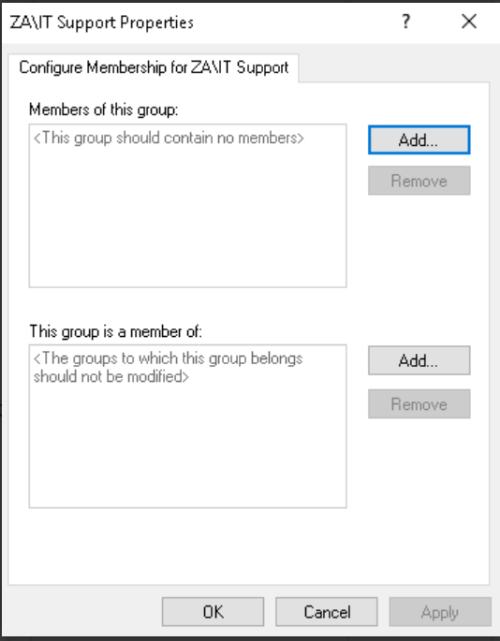 ZA\IT Support Properties
?
Configure Membership for ZA\IT Support
Members of this group:
<This group should contain no members>
Add...
Remove
This group is a member of:
<The groups to which this group belongs
should not be modified>
Add...
Remove
OK
Cancel
Apply